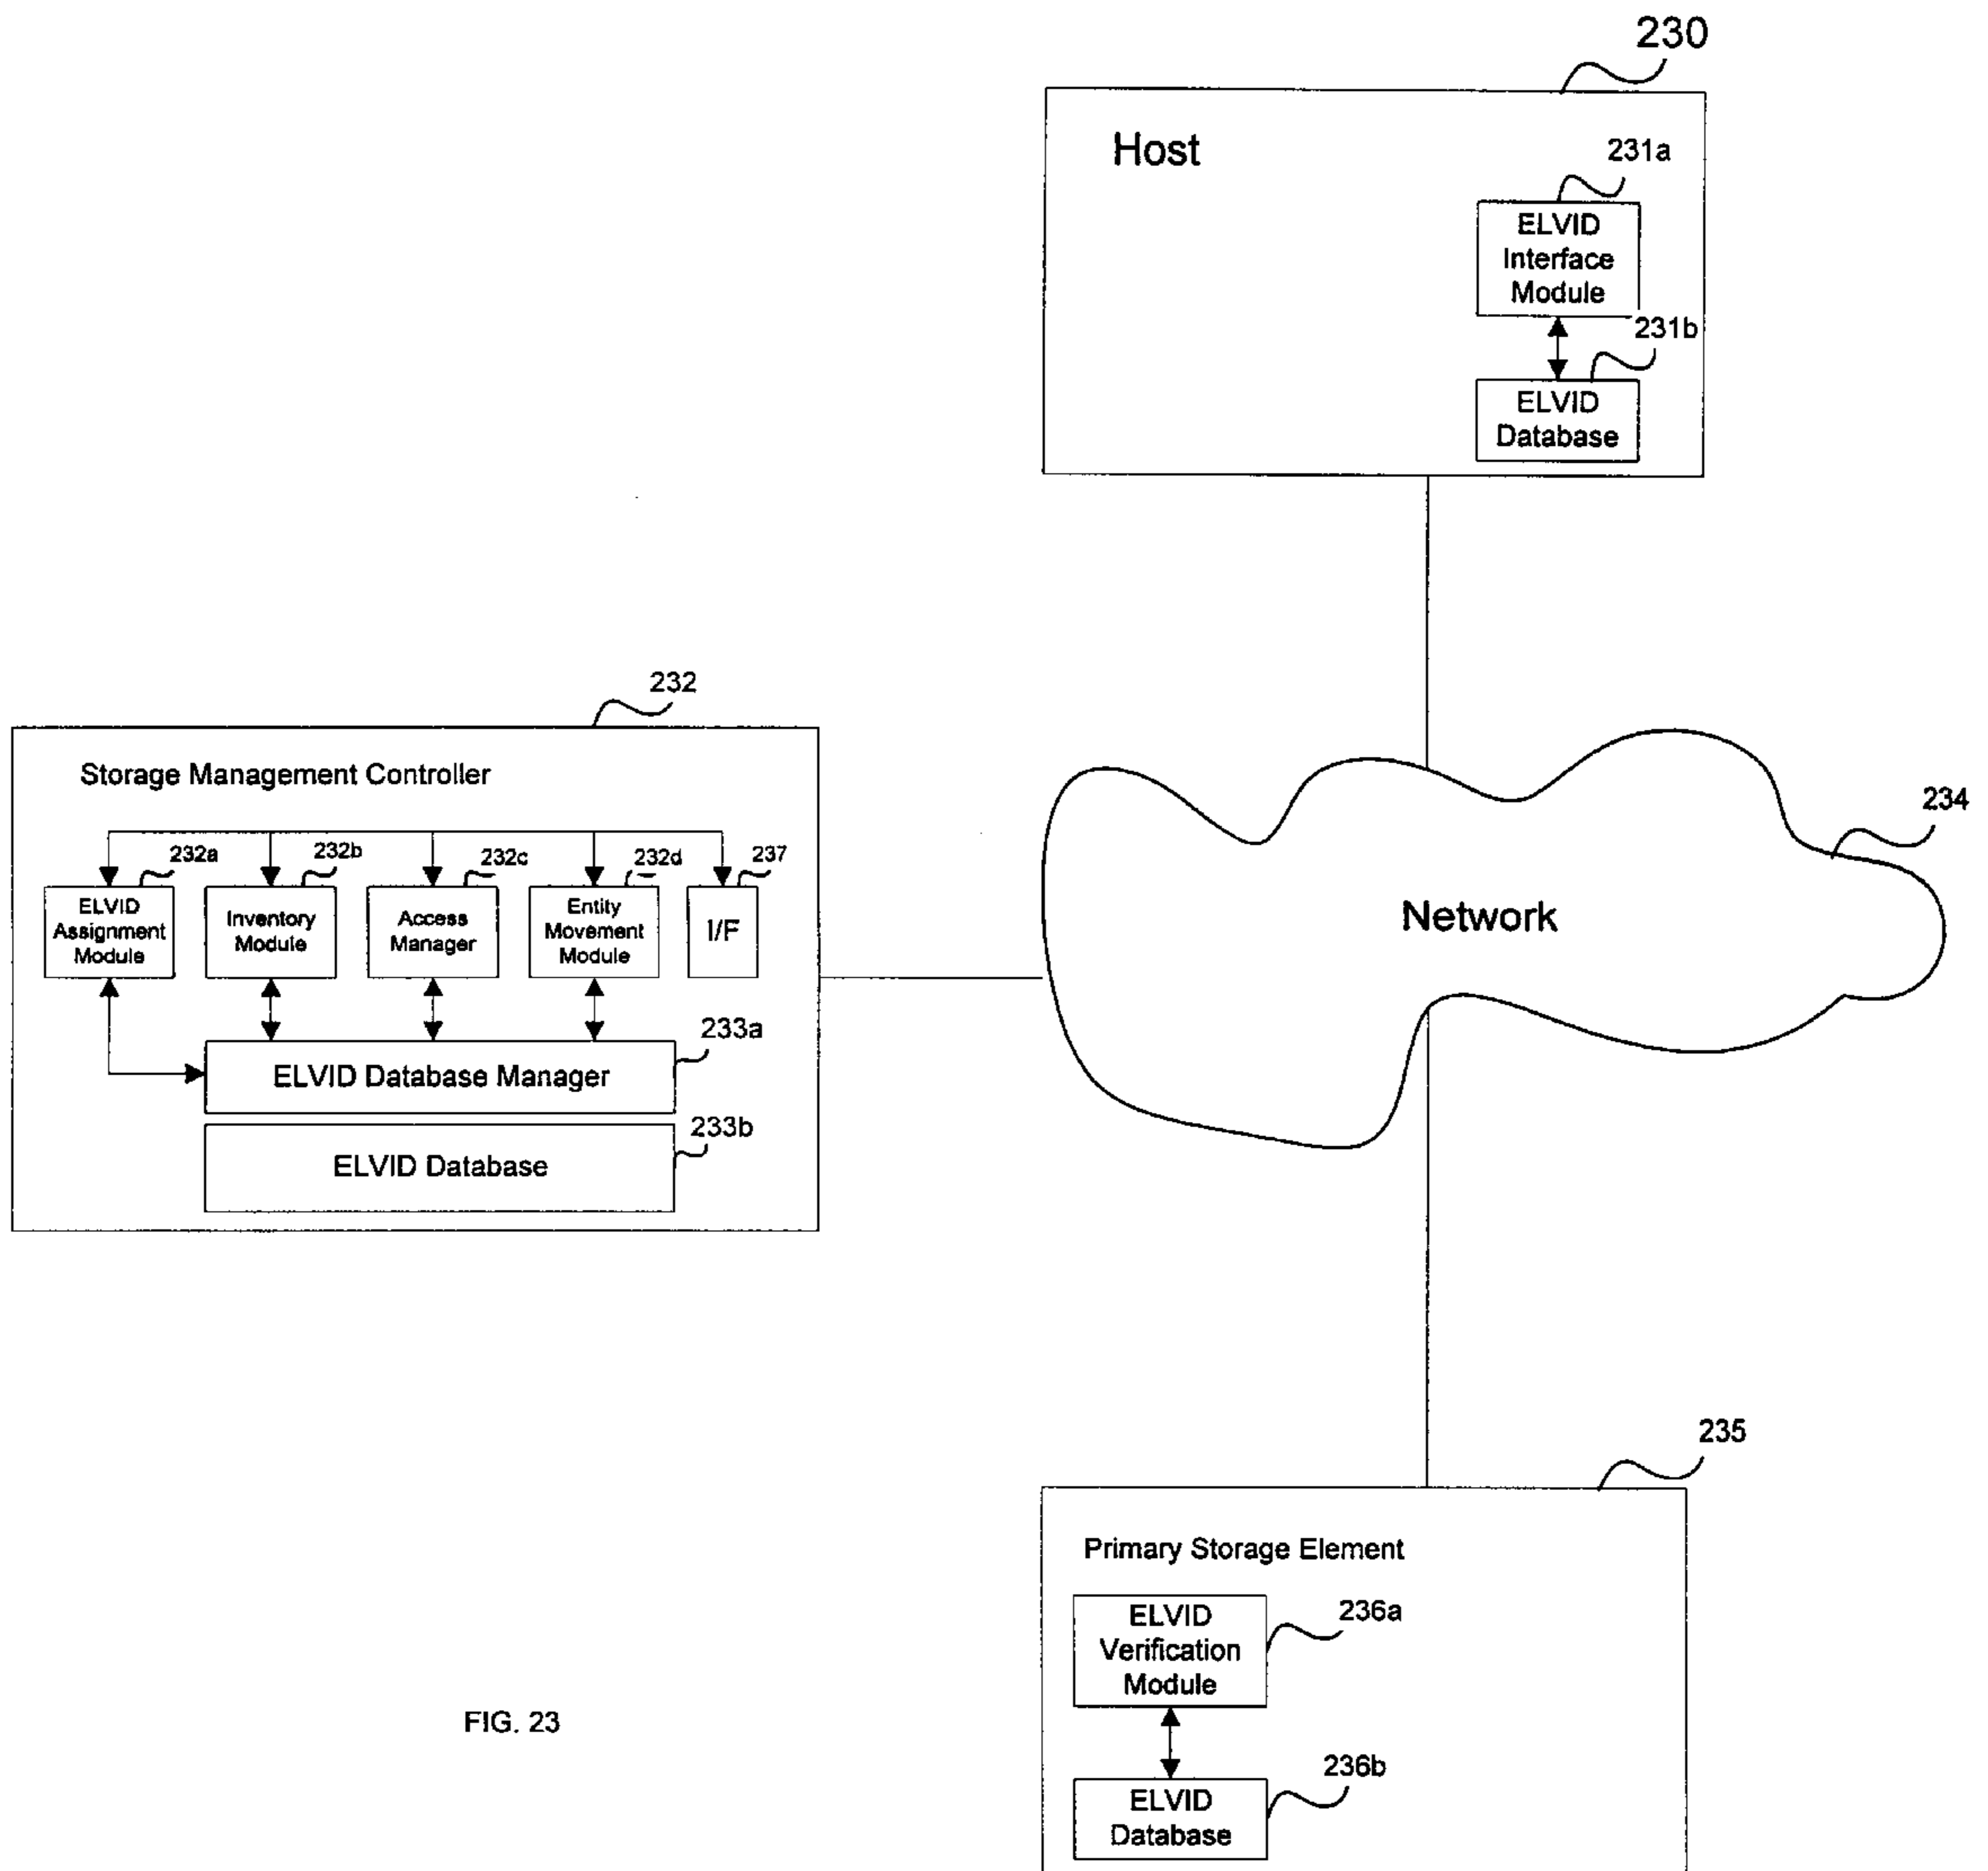 230
Host
231a
ELVID
Interface
Module
231b
ELVID
Database
232
Storage Management Controller
232a
232b
232c
232d
237
ELVID
Assignment
Module
Inventory
Module
Access
Manager
Entity
Movement
Module
I/F
233a
ELVID Database Manager
233b
ELVID Database
234
Network
235
Primary Storage Element
236a
ELVID
Verification
Module
236b
ELVID
Database
FIG. 23